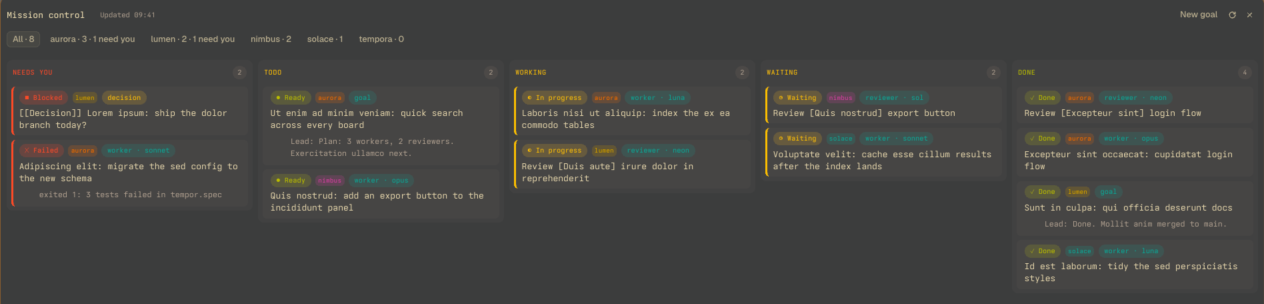 Mission control Updated 09:41 New goal
All · 8 aurora · 3 · 1 need you lumen · 2 · 1 need you nimbus · 2 solace · 1 tempora · 0
NEEDS YOU 2
Blocked lumen decision
[[Decision]] Lorem ipsum: ship the dolor
branch today?
Failed aurora worker · sonnet
Adipiscing elit: migrate the sed config to
the new schema
exited 1: 3 tests failed in tempor.spec
TODO 2
Ready aurora goal
Ut enim ad minim veniam: quick search
across every board
Lead: Plan: 3 workers, 2 reviewers.
Exercitation ullamco next.
Ready nimbus worker · opus
Quis nostrud: add an export button to the
incididunt panel
WORKING 2
In progress aurora worker · luna
Laboris nisi ut aliquip: index the ex ea
commodo tables
In progress lumen reviewer · neon
Review [Duis aute] irure dolor in
reprehenderit
WAITING 2
Waiting nimbus reviewer · sol
Review [Quis nostrud] export button
Waiting solace worker · sonnet
Voluptate velit: cache esse cillum results
after the index lands
DONE 4
✓ Done aurora reviewer · neon
Review [Excepteur sint] login flow
✓ Done aurora worker · opus
Excepteur sint occaecat: cupidatat login
flow
✓ Done lumen goal
Sunt in culpa: qui officia deserunt docs
Lead: Done. Mollit anim merged to main.
✓ Done solace worker · luna
Id est laborum: tidy the sed perspiciatis
styles